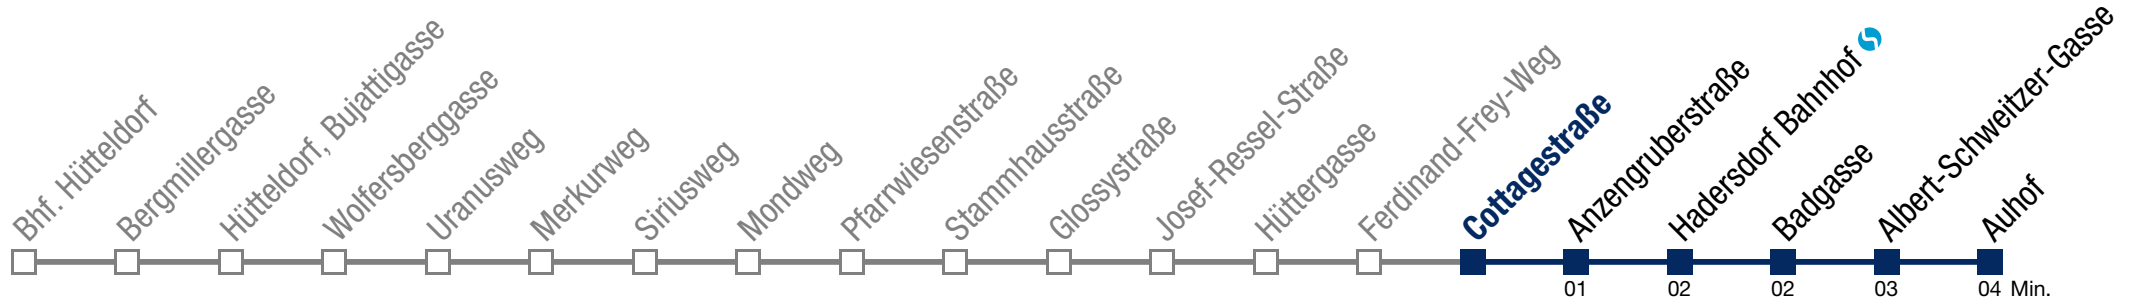 Bhf. Hütteldorf
Bergmillergasse
Hütteldorf, Bujattigasse
Wolfersberggasse
Uranusweg
Merkurweg
Siriusweg
Mondweg
Pfarrwiesenstraße
Stammhausstraße
Glossystraße
Josef-Ressel-Straße
Hüttergasse
Ferdinand-Frey-Weg
Cottagestraße
Anzengruberstraße
Hadersdorf Bahnhof
Badgasse
Albert-Schweitzer-Gasse
Auhof
01 02 02 03 04 Min.